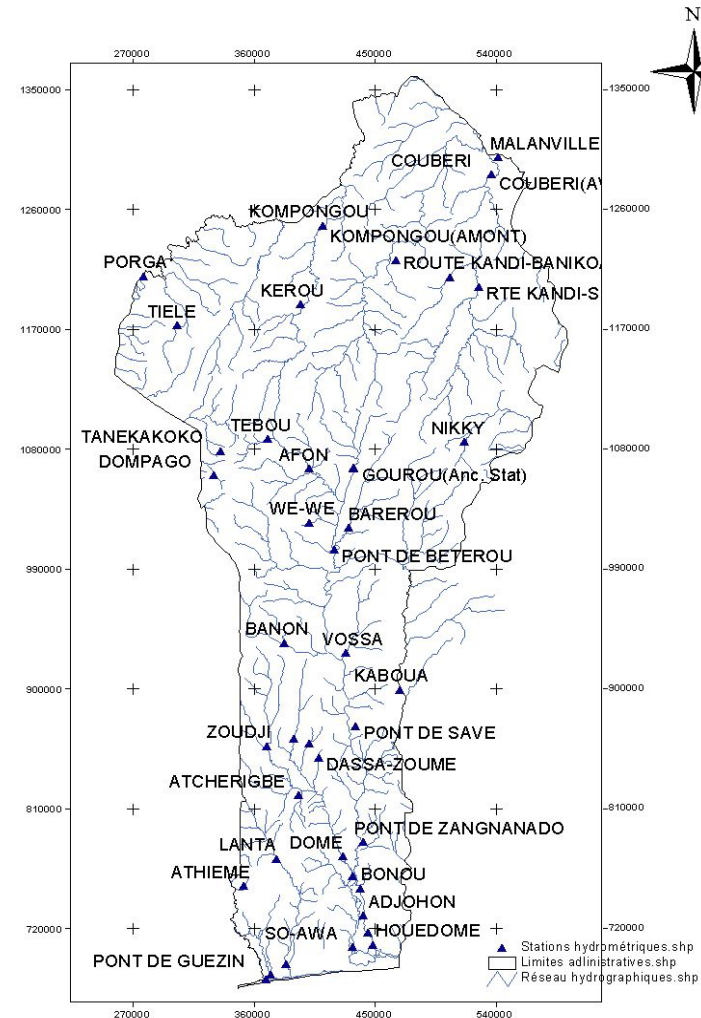 N
270000 360000 450000 540000
1350000 1350000
MALANVILLE
COUBERI
COUBERI(AV
1260000 1260000
KOMPONGOU
KOMPONGOU(AMONT)
PORGA
ROUTE KANDI-BANIKOA
KEROU
RTE KANDI-S
TIELE
1170000 1170000
TEBOU
NIKKY
TANEKAKOKO
1080000 1080000
AFON
DOMPAGO
GOUROU(Anc. Stat)
WE-WE
BAREROU
PONT DE BETEROU
990000 990000
BANON
VOSSA
KABOUA
900000 900000
ZOUDJI
PONT DE SAVE
DASSA-ZOUME
ATCHERIGBE
810000 810000
PONT DE ZANGNANADO
LANTA
DOME
ATHIEME
BONOU
ADJOHON
720000 720000
SO-AWA
HOUEDOME
PONT DE GUEZIN
Stations hydrométriques.shp
Limites adlinistratives.shp
Réseau hydrographiques.shp
270000 360000 450000 540000